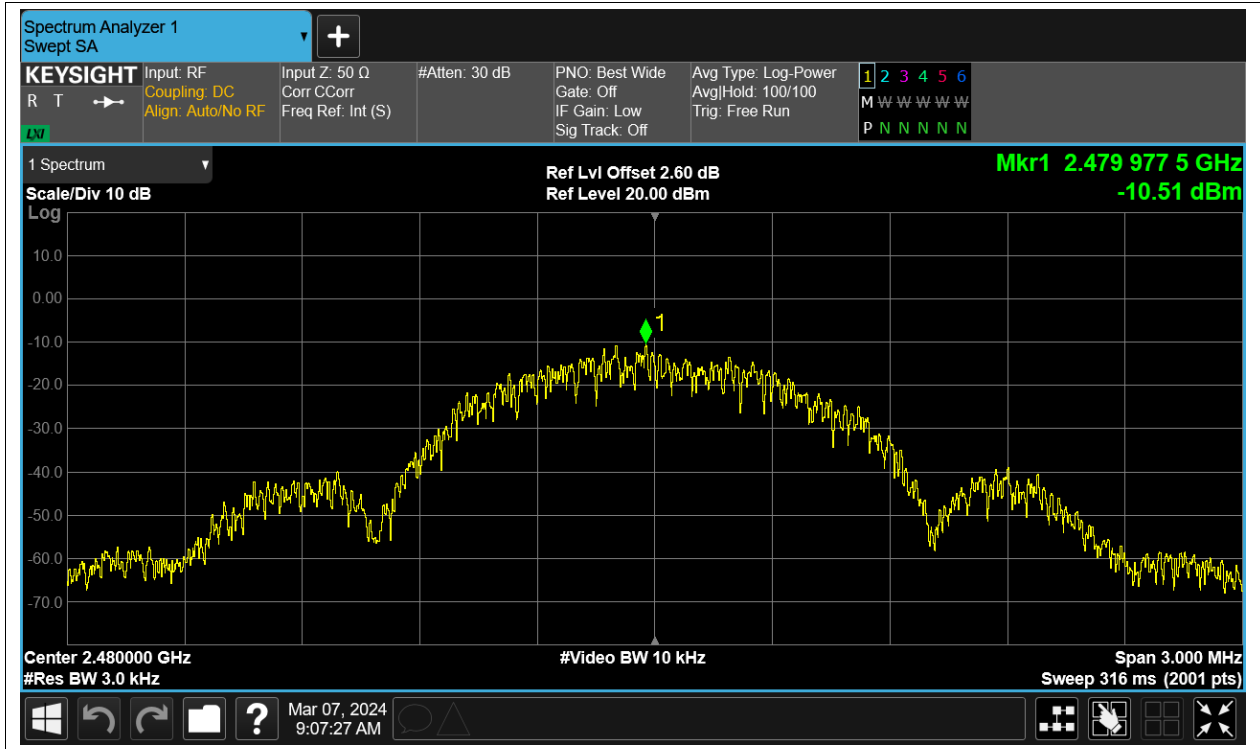 Spectrum Analyzer 1
Swept SA
+
KEYSIGHT
R T
LXI
Input: RF
Coupling: DC
Align: Auto/No RF
Input Z: 50 Ω
Corr CCorr
Freq Ref: Int (S)
#Atten: 30 dB
PNO: Best Wide
Gate: Off
IF Gain: Low
Sig Track: Off
Avg Type: Log-Power
Avg|Hold: 100/100
Trig: Free Run
1 2 3 4 5 6
M W W W W W
P N N N N N
1 Spectrum
Scale/Div 10 dB
Ref Lvl Offset 2.60 dB
Ref Level 20.00 dBm
Mkr1 2.479 977 5 GHz
-10.51 dBm
Log
10.0
0.00
1
-10.0
-20.0
-30.0
-40.0
-50.0
-60.0
-70.0
Center 2.480000 GHz
#Res BW 3.0 kHz
#Video BW 10 kHz
Span 3.000 MHz
Sweep 316 ms (2001 pts)
?
Mar 07, 2024
9:07:27 AM